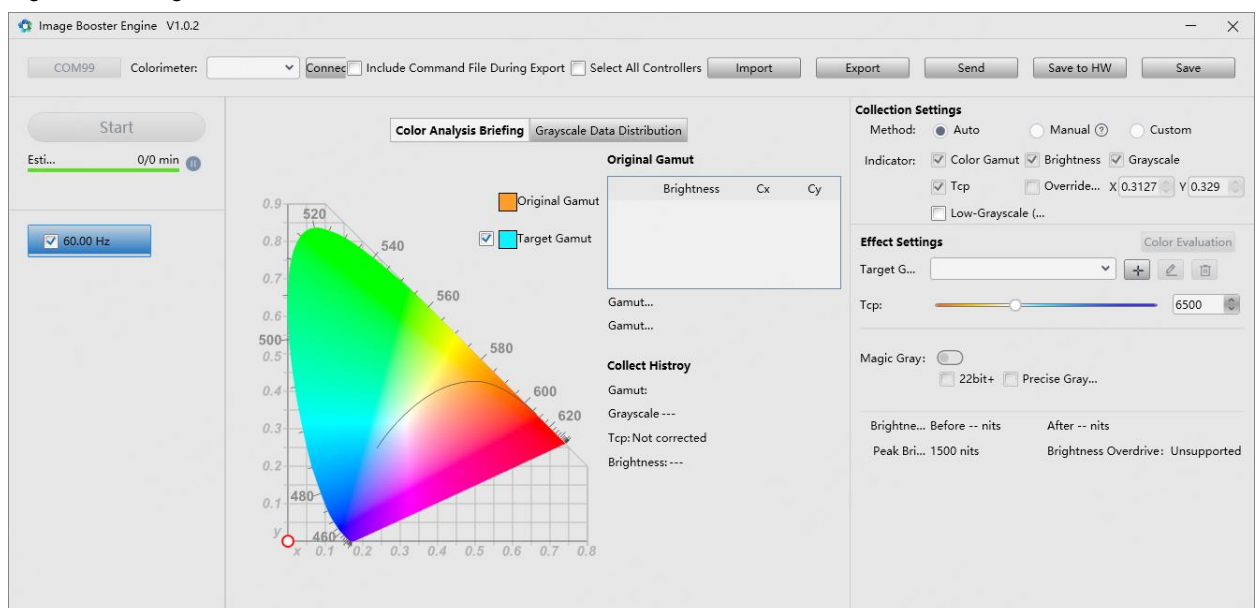 Image Booster Engine V1.0.2
COM99 Colorimeter: Connec Include Command File During Export Select All Controllers Import Export Send Save to HW Save
Start
Esti... 0/0 min
60.00 Hz
Color Analysis Briefing Grayscale Data Distribution
Original Gamut
Target Gamut
0.9
0.8
0.7
0.6
0.5
0.4
0.3
0.2
0.1
y
x 0.1 0.2 0.3 0.4 0.5 0.6 0.7 0.8
520
540
560
500
580
600
620
480
460
Original Gamut
Brightness Cx Cy
Gamut...
Gamut...
Collect Histroy
Gamut:
Grayscale ---
Tcp: Not corrected
Brightness: ---
Collection Settings
Method: Auto Manual ? Custom
Indicator: Color Gamut Brightness Grayscale
Tcp Override... X 0.3127 Y 0.329
Low-Grayscale (...
Effect Settings Color Evaluation
Target G...
Tcp: 6500
Magic Gray:
22bit+ Precise Gray...
Brightne... Before -- nits After -- nits
Peak Bri... 1500 nits Brightness Overdrive: Unsupported